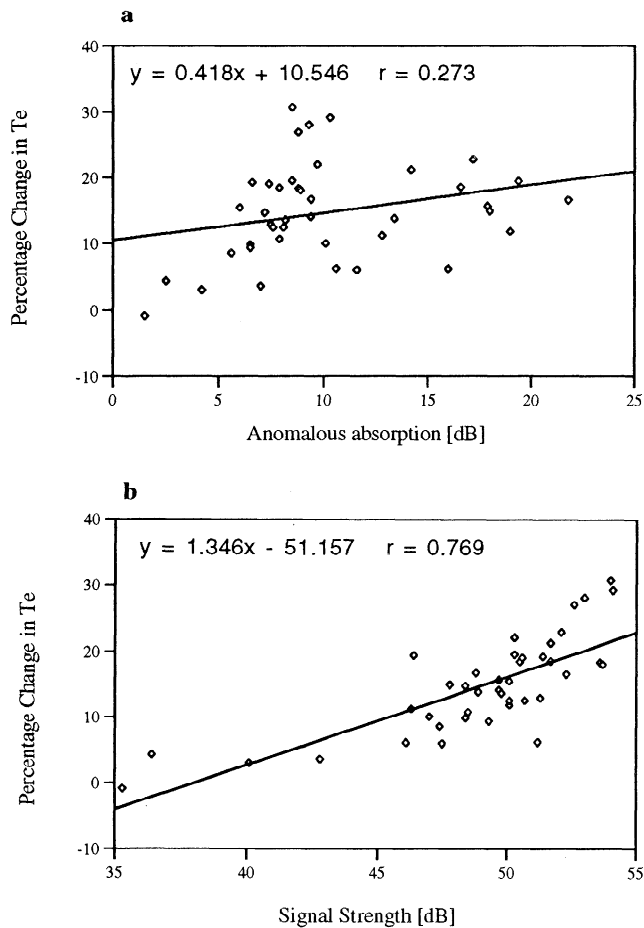 a
40
y = 0.418x + 10.546 r = 0.273
30
20
10
0
-10
Percentage Change in Te
0 5 10 15 20 25
Anomalous absorption [dB]
b
40
y = 1.346x - 51.157 r = 0.769
30
20
10
0
-10
Percentage Change in Te
35 40 45 50 55
Signal Strength [dB]